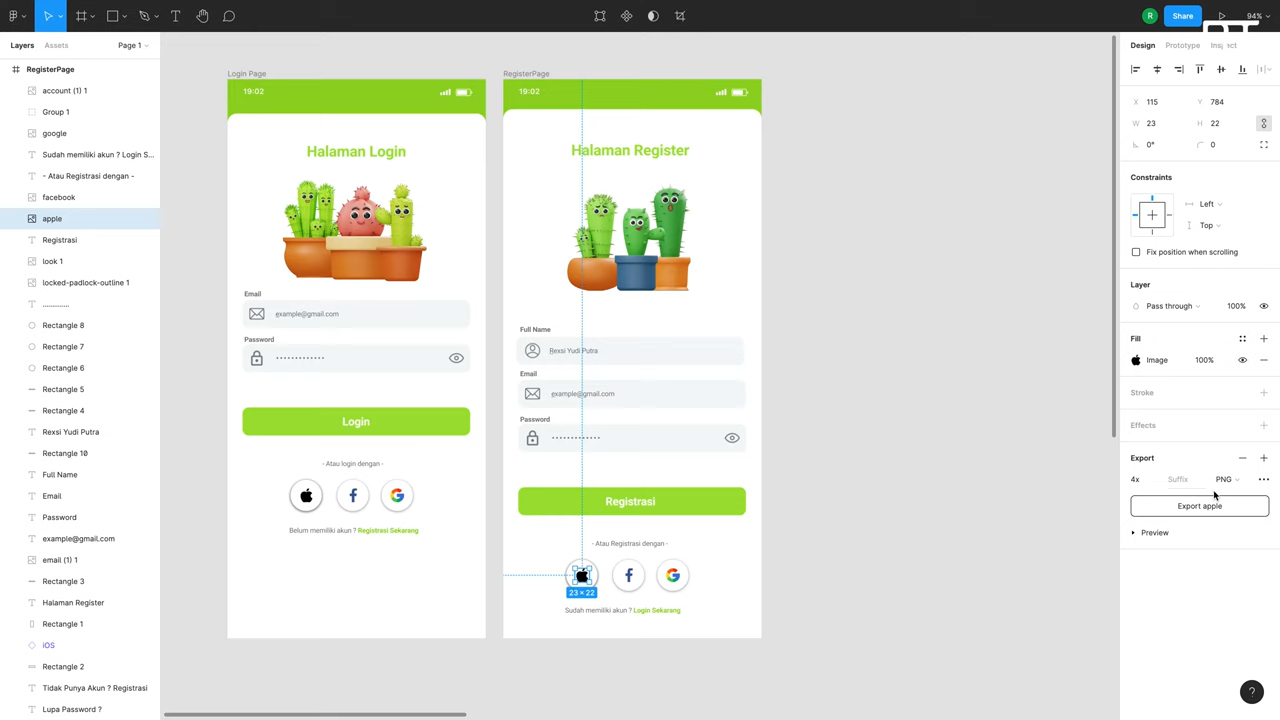 R
Share
94%
Layers
Assets
Page 1
RegisterPage
account (1) 1
Group 1
google
Sudah memiliki akun ? Login S...
- Atau Registrasi dengan -
facebook
apple
Registrasi
look 1
locked-padlock-outline 1
.............
Rectangle 8
Rectangle 7
Rectangle 6
Rectangle 5
Rectangle 4
Rexsi Yudi Putra
Rectangle 10
Full Name
Email
Password
example@gmail.com
email (1) 1
Rectangle 3
Halaman Register
Rectangle 1
IOS
Rectangle 2
Tidak Punya Akun ? Registrasi
Lupa Password ?
Login Page
19:02
Halaman Login
Email
example@gmail.com
Password
Login
- Atau login dengan -
Belum memiliki akun ? Registrasi Sekarang
RegisterPage
19:02
Halaman Register
Full Name
Rexsi Yudi Putra
Email
example@gmail.com
Password
Registrasi
- Atau Registrasi dengan -
23 × 22
Sudah memiliki akun ? Login Sekarang
Design
Prototype
Inspect
X 115
Y 784
W 23
H 22
0°
0
Constraints
Left
Top
Fix position when scrolling
Layer
Pass through
100%
Fill
Image
100%
Stroke
Effects
Export
4x
Suffix
PNG
Export apple
Preview
?